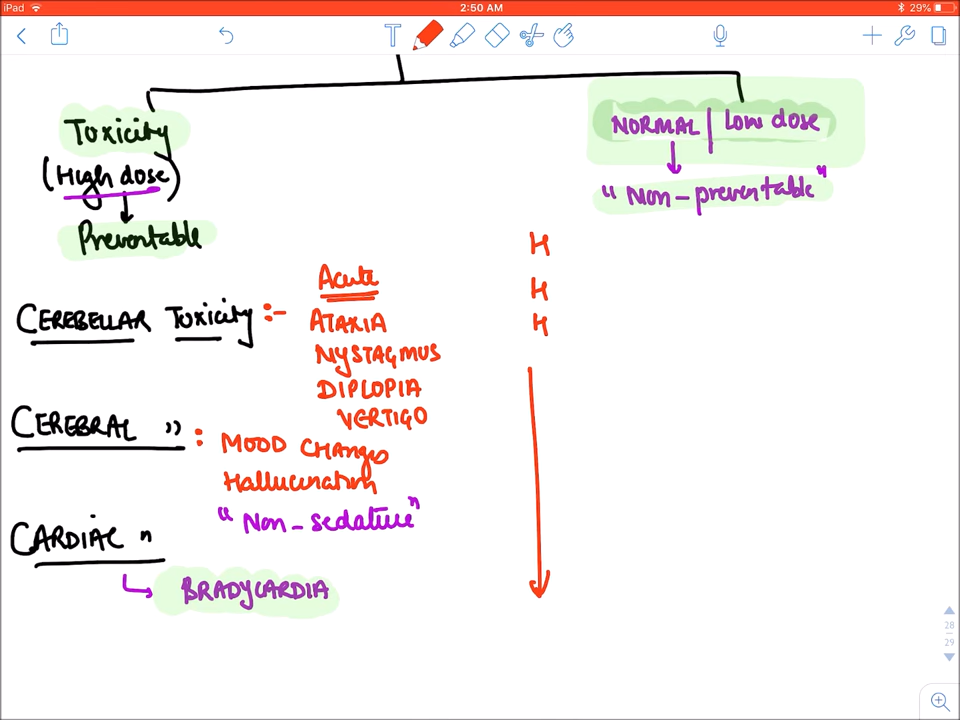 iPad
2:50 AM
29%
T
Toxicity
(High dose)
Preventable
NORMAL | Low dose
"Non-preventable"
H
H
H
CEREBELLAR Toxicity :-
Acute
ATAXIA
NYSTAGMUS
DIPLOPIA
VERTIGO
CEREBRAL " :
MOOD CHANGES
Hallucination
"Non-sedative"
CARDIAC "
BRADYCARDIA
28
29